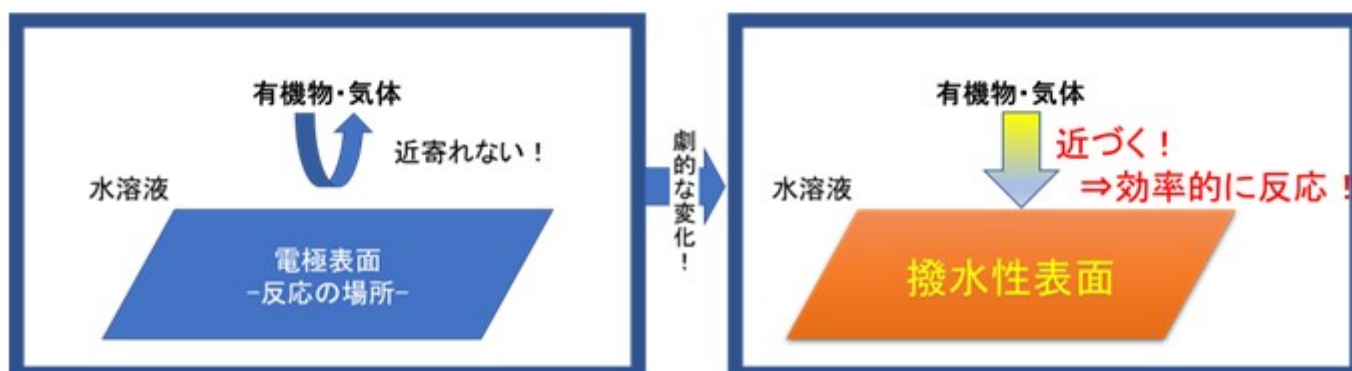 有機物・気体
近寄れない！
水溶液
電極表面
-反応の場所-
劇的な変化！
有機物・気体
近づく！
⇒効率的に反応！
水溶液
撥水性表面